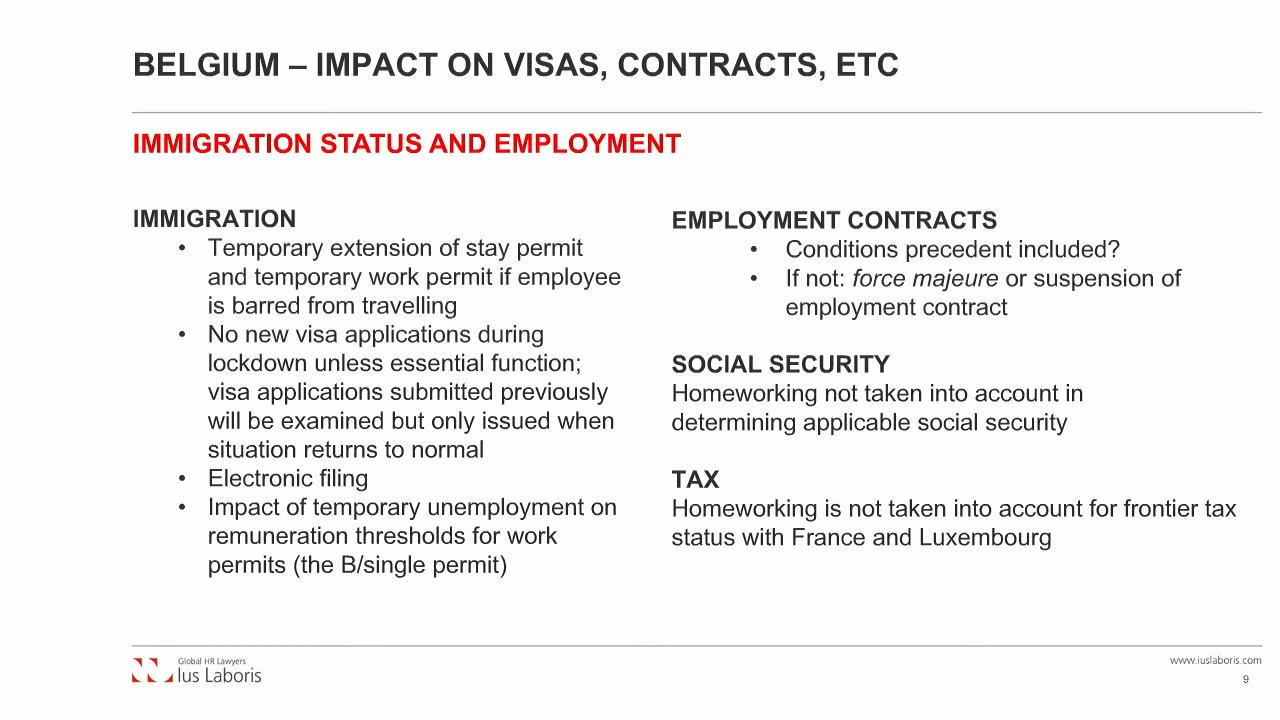 BELGIUM – IMPACT ON VISAS, CONTRACTS, ETC
IMMIGRATION STATUS AND EMPLOYMENT
IMMIGRATION
• Temporary extension of stay permit
and temporary work permit if employee
is barred from travelling
• No new visa applications during
lockdown unless essential function;
visa applications submitted previously
will be examined but only issued when
situation returns to normal
• Electronic filing
• Impact of temporary unemployment on
remuneration thresholds for work
permits (the B/single permit)
EMPLOYMENT CONTRACTS
• Conditions precedent included?
• If not: force majeure or suspension of
employment contract
SOCIAL SECURITY
Homeworking not taken into account in
determining applicable social security
TAX
Homeworking is not taken into account for frontier tax
status with France and Luxembourg
Global HR Lawyers
Ius Laboris
www.iuslaboris.com
9